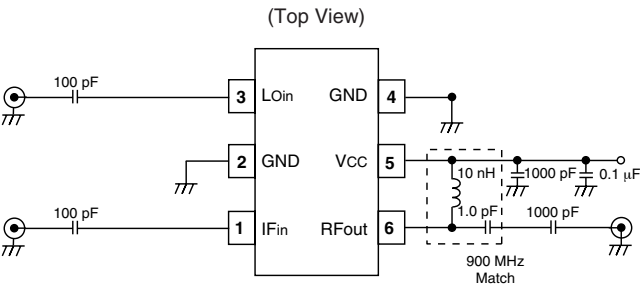 (Top View)
100 pF
3 LOin GND 4
2 GND VCC 5
10 nH 1000 pF 0.1 μF
100 pF 1.0 pF 1000 pF
1 IFin RFout 6
900 MHz
Match